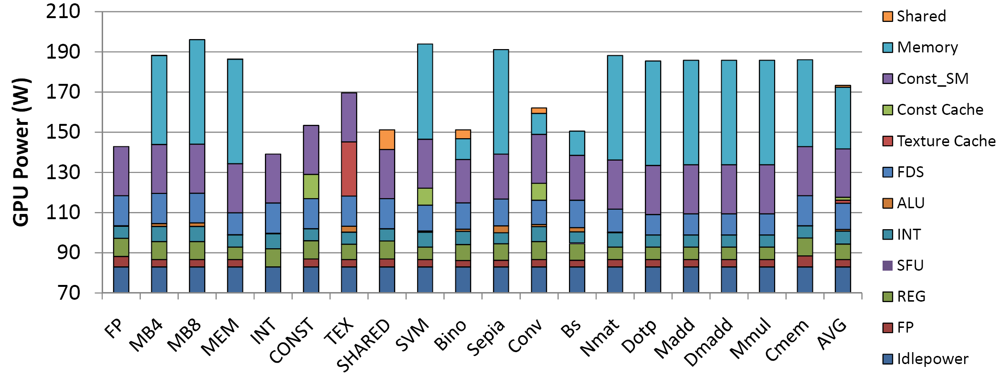 GPU Power (W)
210
190
170
150
130
110
90
70
FP
MB4
MB8
MEM
INT
CONST
TEX
SHARED
SVM
Bino
Sepia
Conv
Bs
Nmat
Dotp
Madd
Dmadd
Mmul
Cmem
AVG
Shared
Memory
Const_SM
Const Cache
Texture Cache
FDS
ALU
INT
SFU
REG
FP
Idlepower